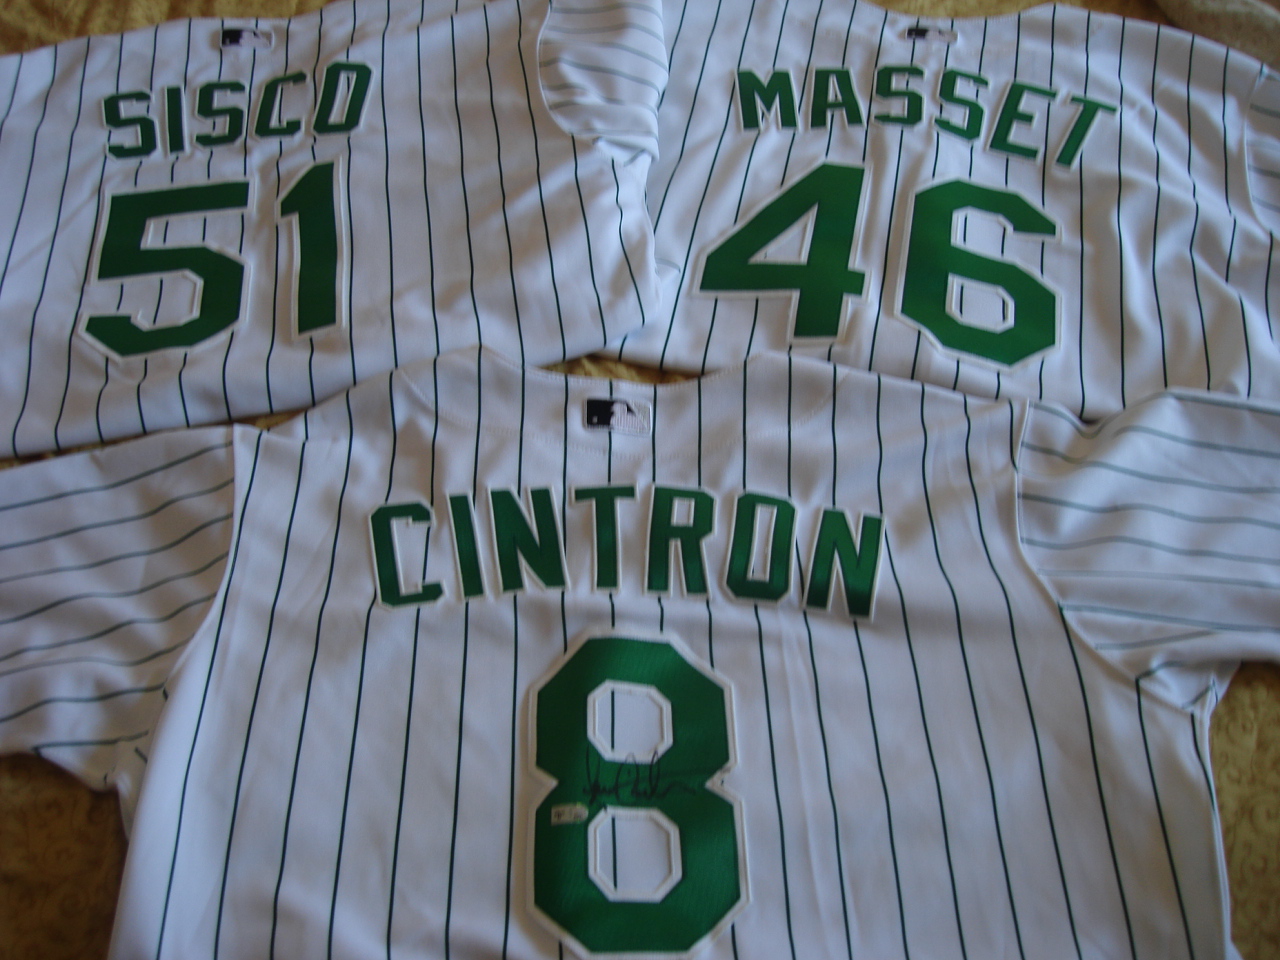 SISCO
51
MASSET
46
CINTRON
8